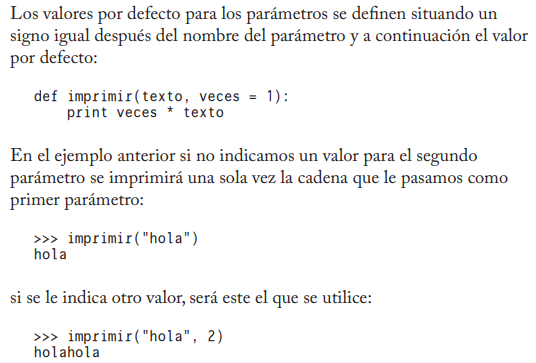 Los valores por defecto para los parámetros se definen situando un
signo igual después del nombre del parámetro y a continuación el valor
por defecto:
def imprimir(texto, veces = 1):
    print veces * texto
En el ejemplo anterior si no indicamos un valor para el segundo
parámetro se imprimirá una sola vez la cadena que le pasamos como
primer parámetro:
>>> imprimir("hola")
hola
si se le indica otro valor, será este el que se utilice:
>>> imprimir("hola", 2)
holahola